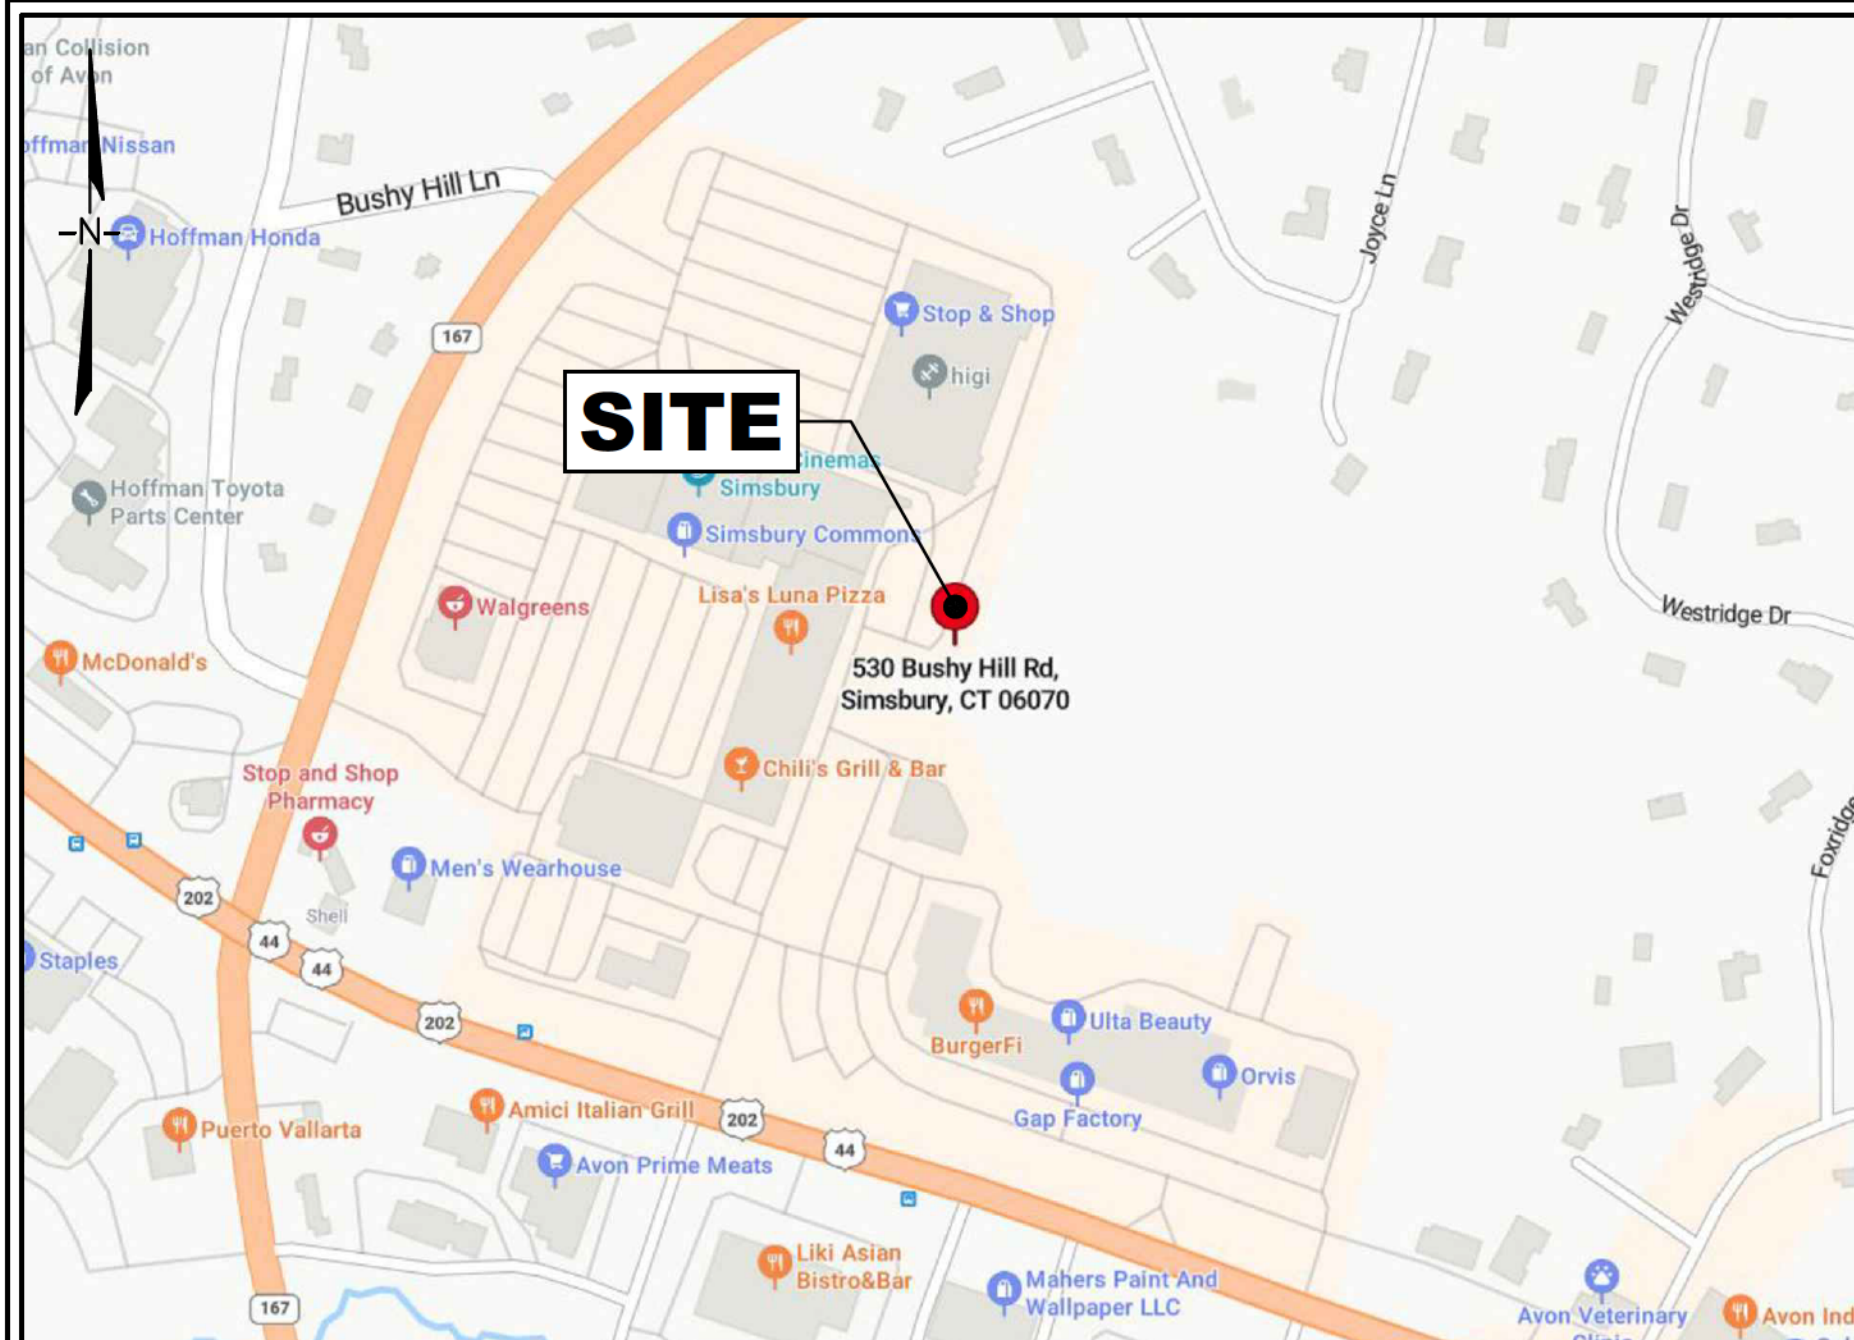 an Collision
of Avon
offman Nissan
Bushy Hill Ln
N
Hoffman Honda
Joyce Ln
Westridge Dr
Westridge Dr
167
Stop & Shop
higi
SITE
Cinemas
Simsbury
Hoffman Toyota
Parts Center
Simsbury Commons
Walgreens
Lisa's Luna Pizza
McDonald's
530 Bushy Hill Rd,
Simsbury, CT 06070
Stop and Shop
Pharmacy
Chili's Grill & Bar
Foxridge
Men's Wearhouse
202
Shell
44
44
Staples
202
BurgerFi
Ulta Beauty
Orvis
Gap Factory
Amici Italian Grill
202
Puerto Vallarta
44
Avon Prime Meats
Liki Asian
Bistro&Bar
Mahers Paint And
Wallpaper LLC
167
Avon Veterinary
Avon Ind